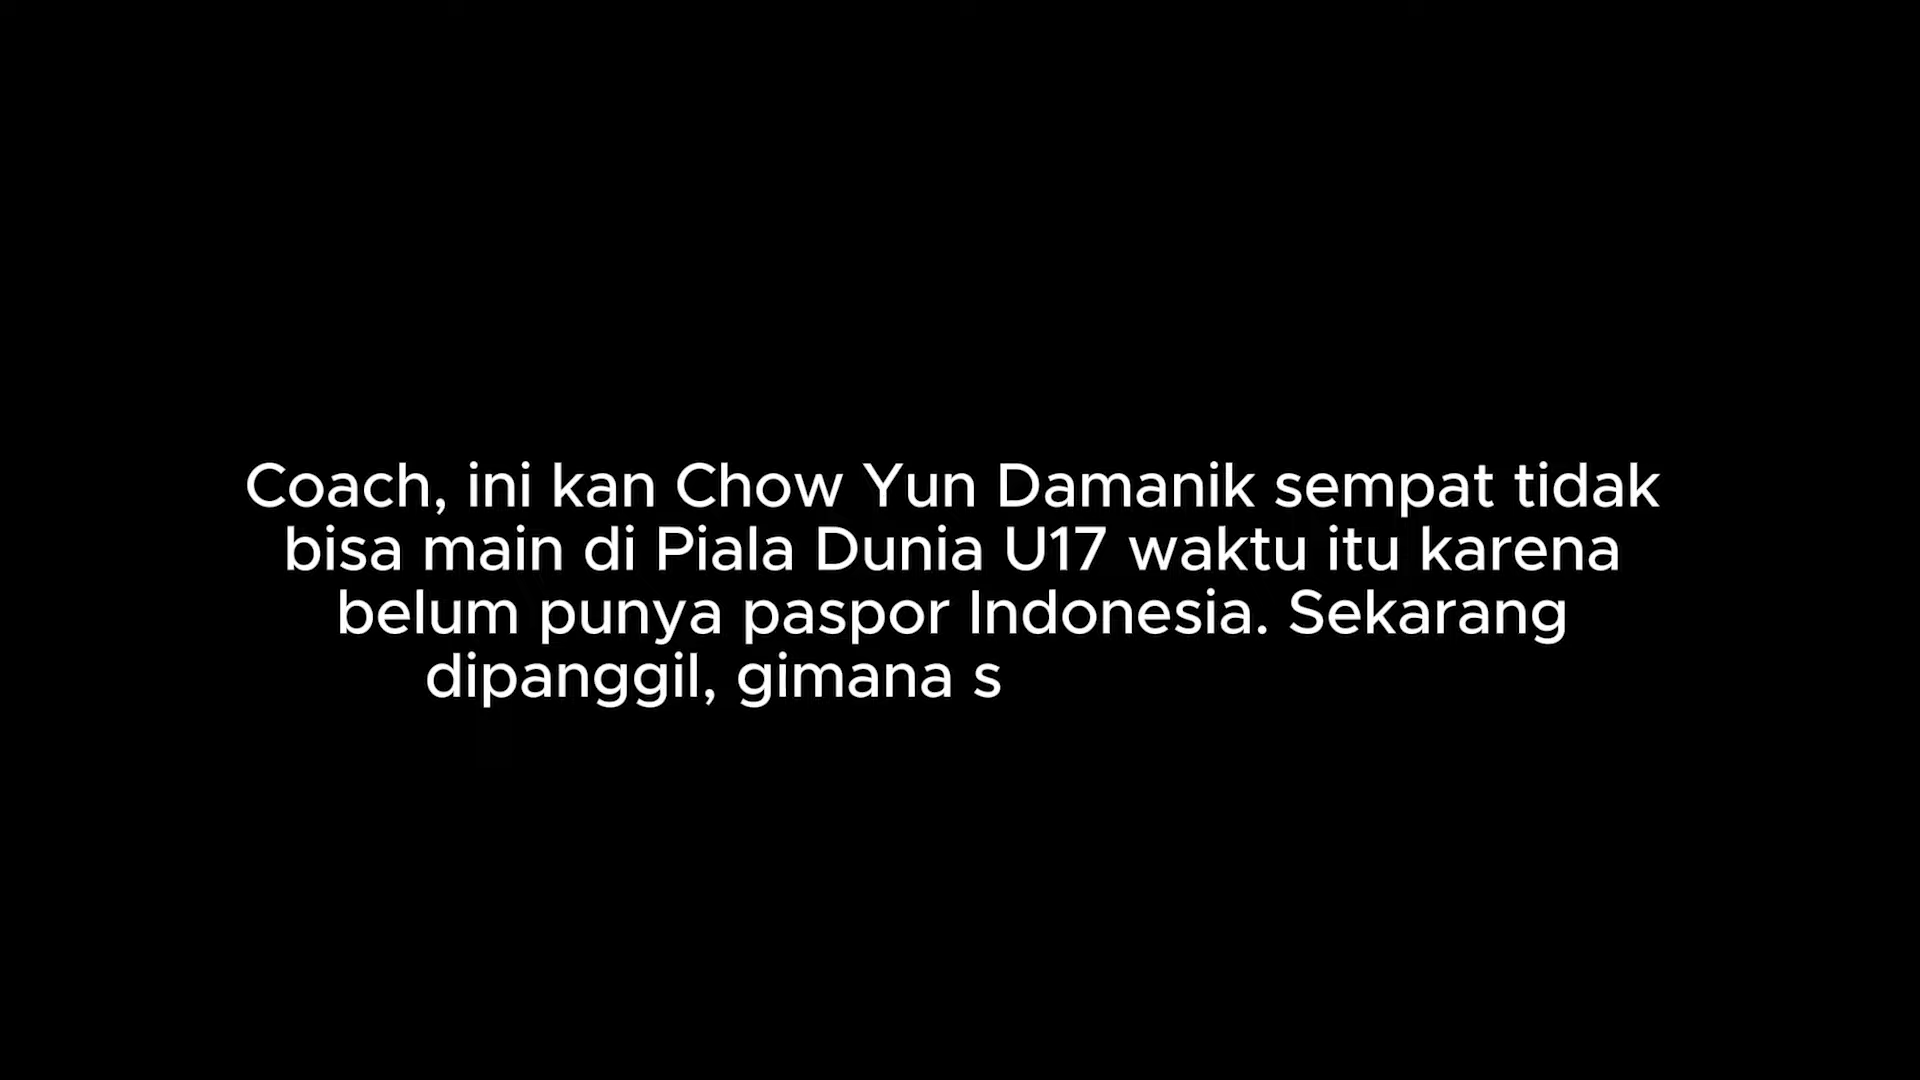 Coach, ini kan Chow Yun Damanik sempat tidak
bisa main di Piala Dunia U17 waktu itu karena
belum punya paspor Indonesia. Sekarang
dipanggil, gimana s